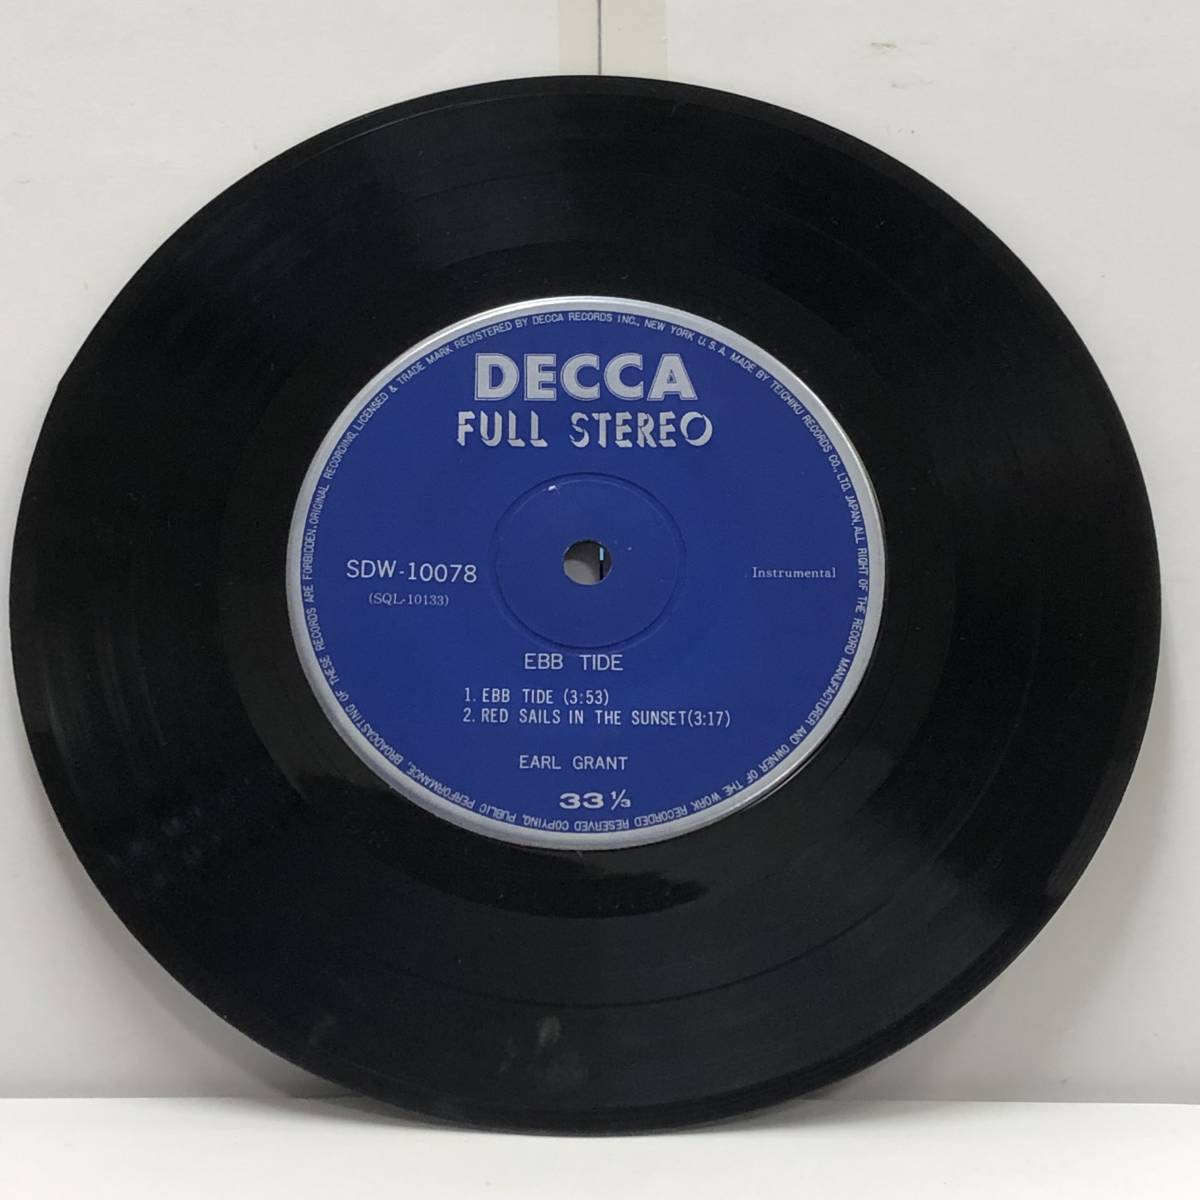 DECCA
FULL STEREO
SDW-10078
(SQL-10133)
Instrumental
EBB TIDE
1. EBB TIDE (3:53)
2. RED SAILS IN THE SUNSET(3:17)
EARL GRANT
33 ⅓
ORIGINAL RECORDING, LICENSED & TRADE MARK REGISTERED BY DECCA RECORDS INC., NEW YORK U.S.A. MADE BY TEICHIKU RECORDS CO., LTD. JAPAN, ALL RIGHT OF THE RECORD MANUFACTURER AND OWNER OF THE WORK RECORDED RESERVED COPYING, PUBLIC PERFORMANCE, BROADCASTING OF THESE RECORDS ARE FORBIDDEN.